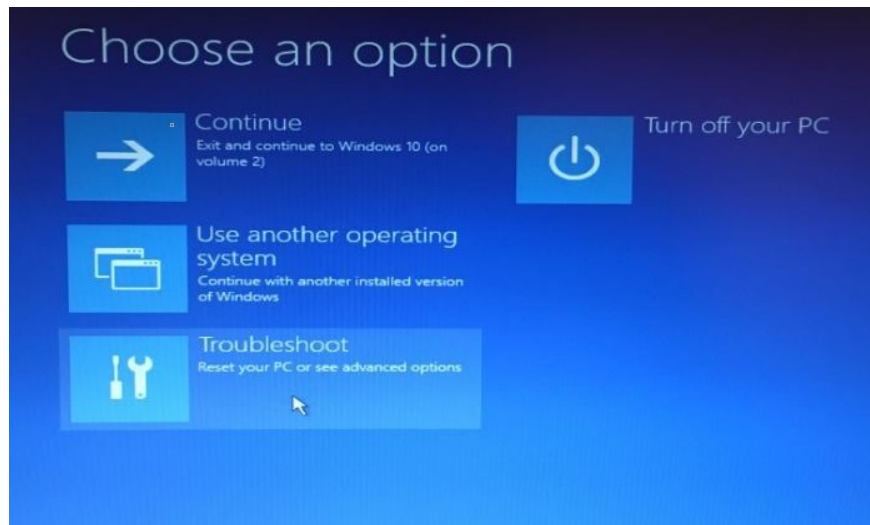 Choose an option
Continue
Exit and continue to Windows 10 (on
volume 2)
Use another operating
system
Continue with another installed version
of Windows
Troubleshoot
Reset your PC or see advanced options
Turn off your PC